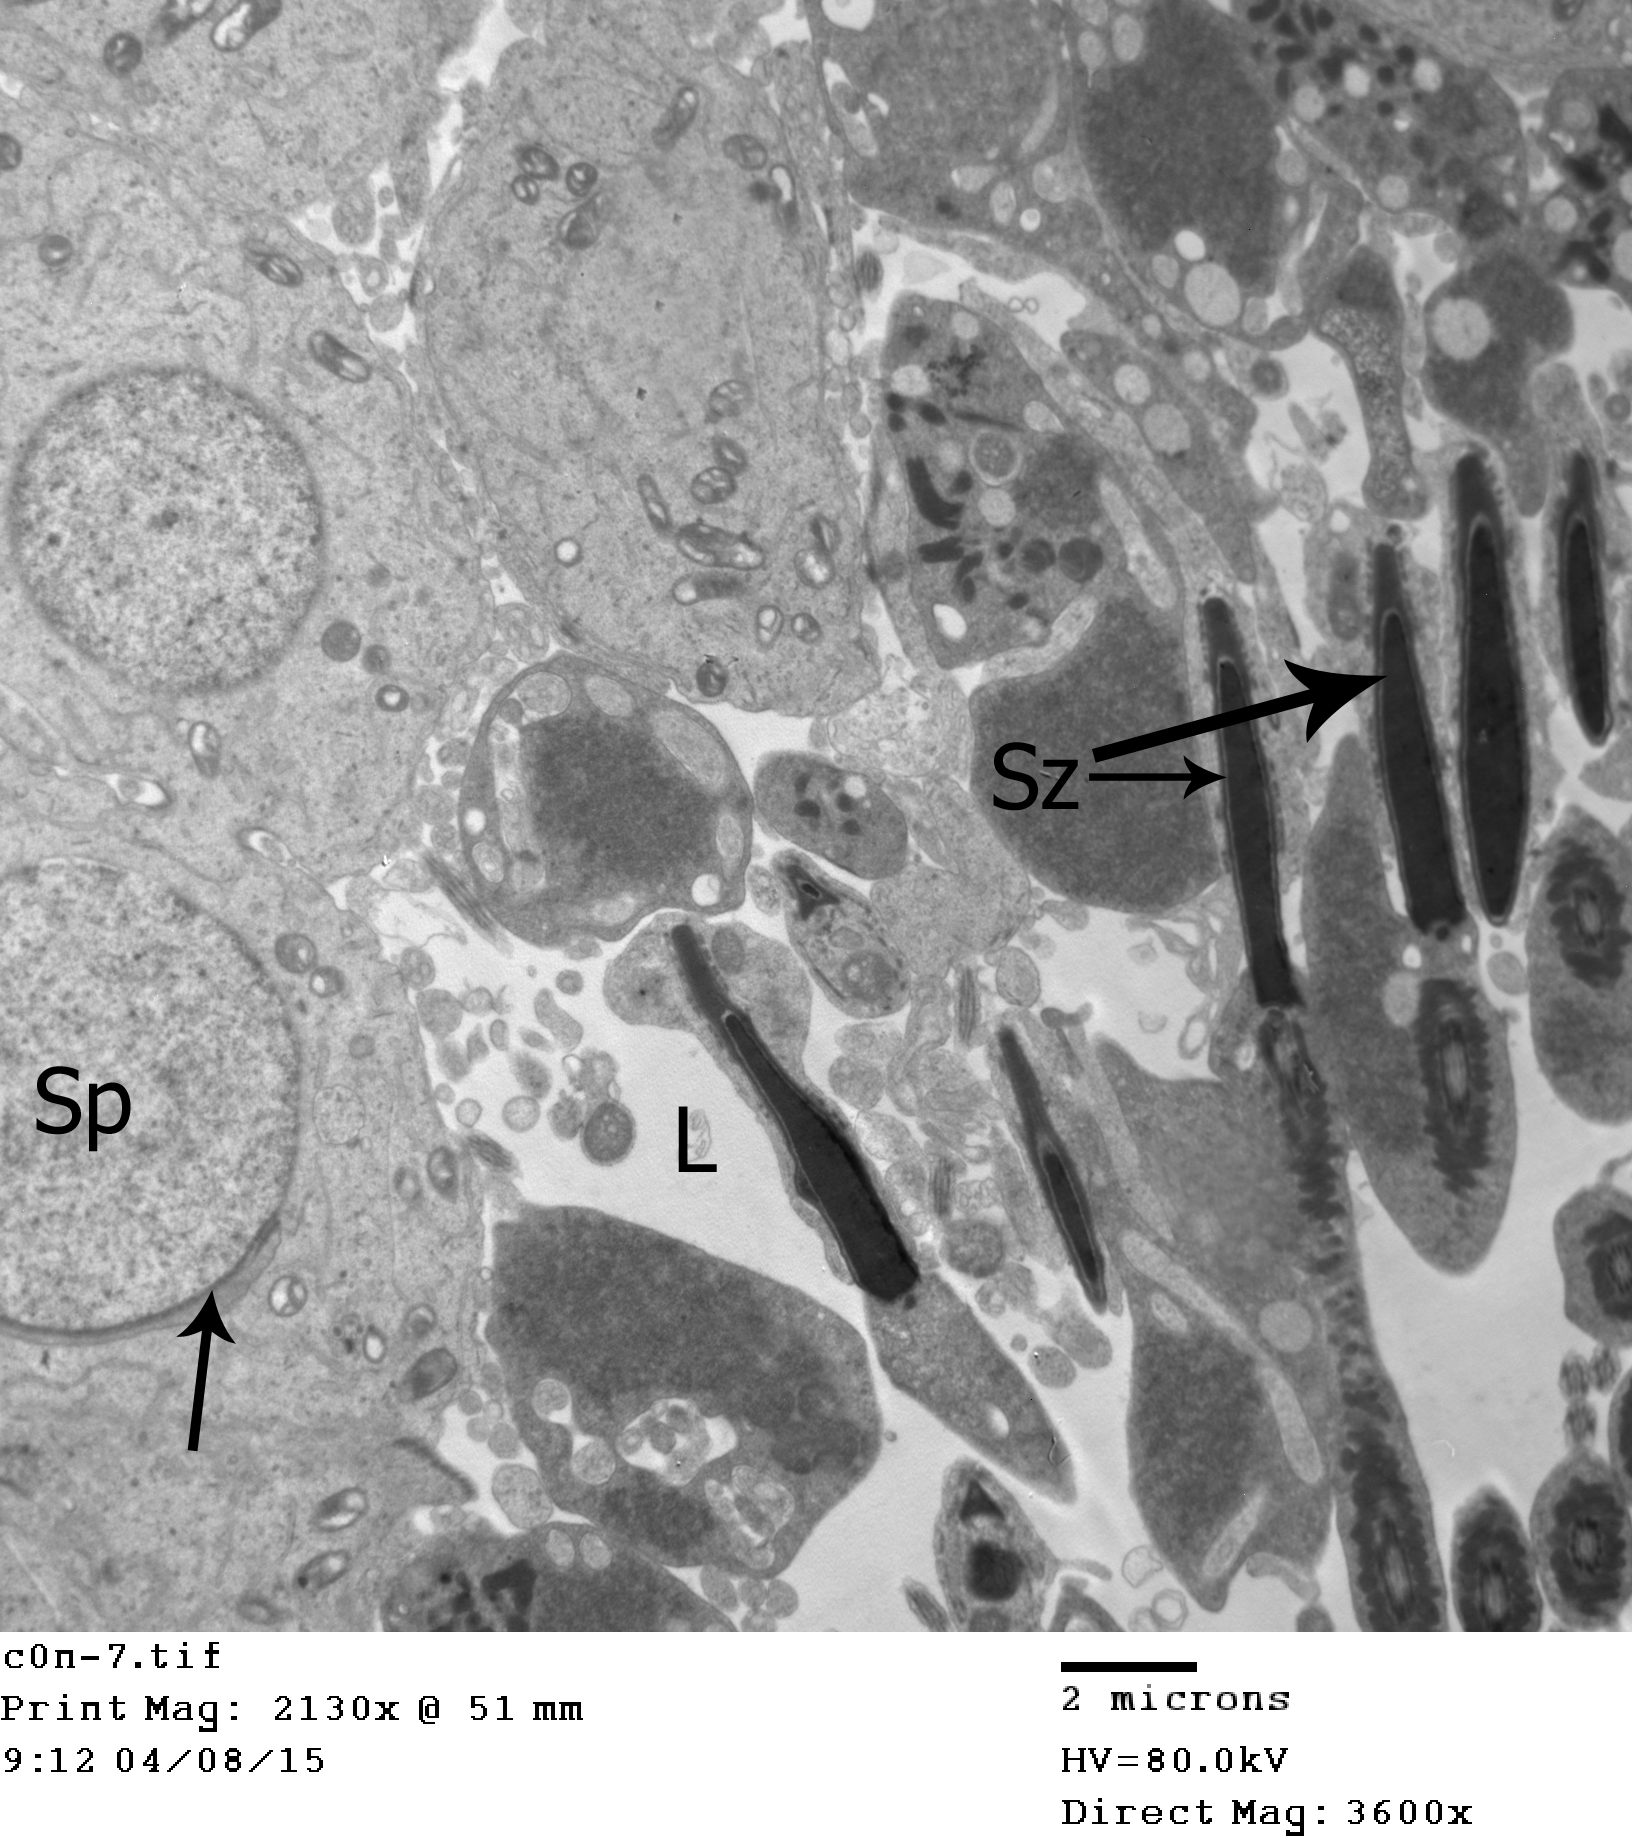 Sz
Sp
L
c0n-7.tif
Print Mag: 2130x @ 51 mm
9:12 04/08/15
2 microns
HV=80.0kV
Direct Mag: 3600x